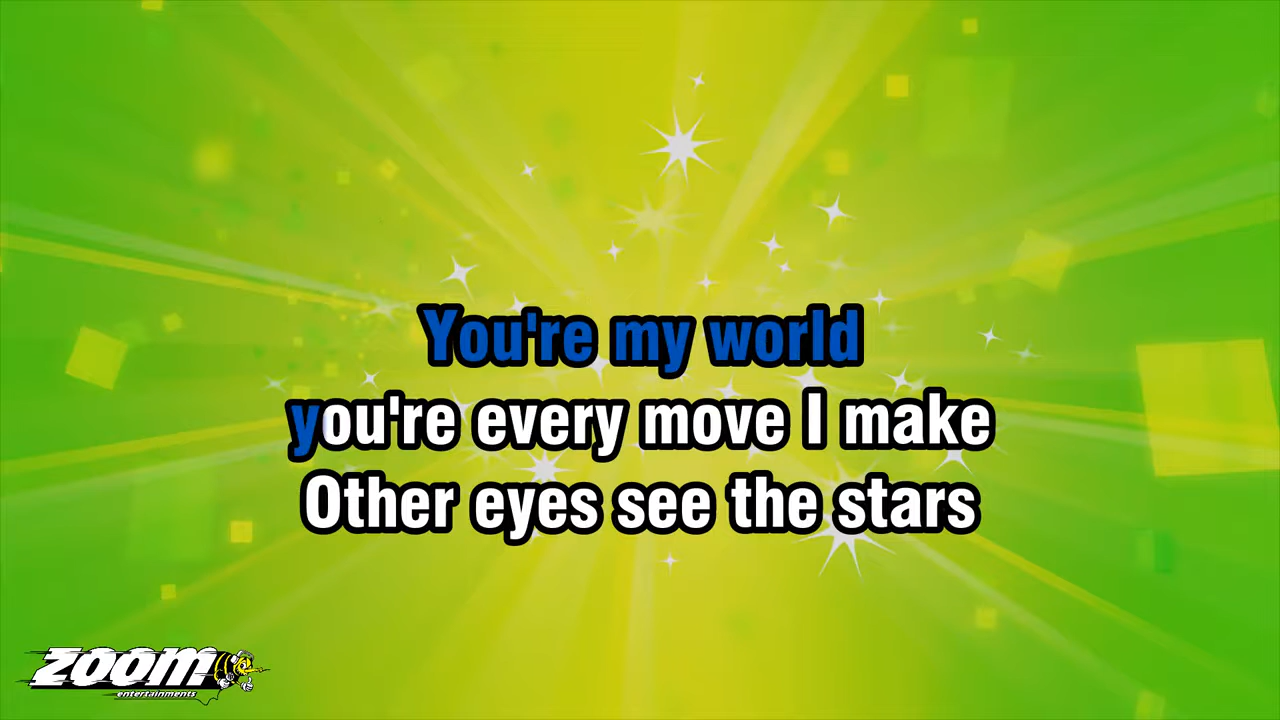 You're my world
you're every move I make
Other eyes see the stars
ZOOM
entertainments